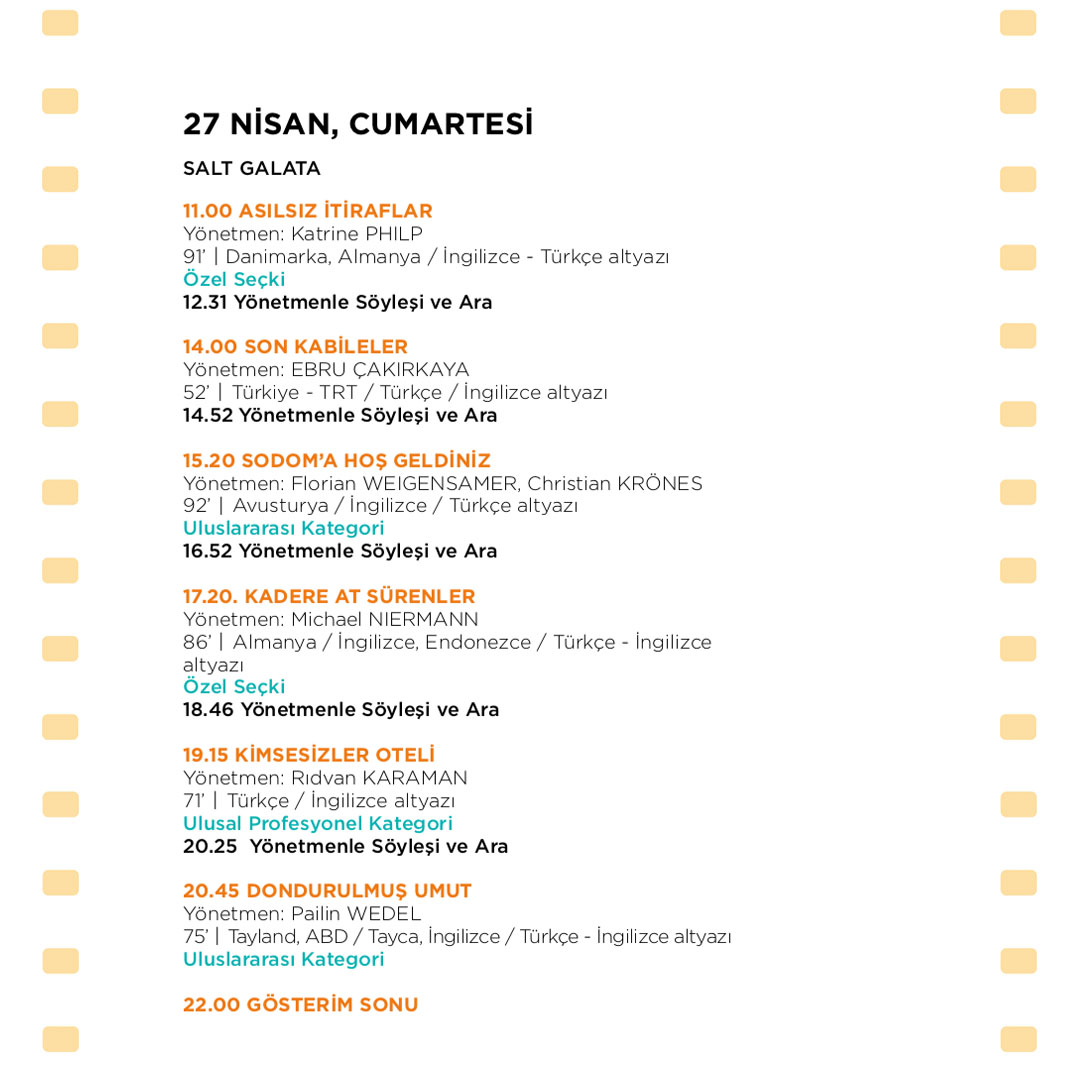 27 NİSAN, CUMARTESİ
SALT GALATA
11.00 ASILSIZ İTİRAFLAR
Yönetmen: Katrine PHILP
91’ | Danimarka, Almanya / İngilizce - Türkçe altyazı
Özel Seçki
12.31 Yönetmenle Söyleşi ve Ara
14.00 SON KABİLELER
Yönetmen: EBRU ÇAKIRKAYA
52’ | Türkiye - TRT / Türkçe / İngilizce altyazı
14.52 Yönetmenle Söyleşi ve Ara
15.20 SODOM’A HOŞ GELDİNİZ
Yönetmen: Florian WEIGENSAMER, Christian KRÖNES
92’ | Avusturya / İngilizce / Türkçe altyazı
Uluslararası Kategori
16.52 Yönetmenle Söyleşi ve Ara
17.20. KADERE AT SÜRENLER
Yönetmen: Michael NIERMANN
86’ | Almanya / İngilizce, Endonezce / Türkçe - İngilizce
altyazı
Özel Seçki
18.46 Yönetmenle Söyleşi ve Ara
19.15 KİMSESİZLER OTELİ
Yönetmen: Rıdvan KARAMAN
71’ | Türkçe / İngilizce altyazı
Ulusal Profesyonel Kategori
20.25 Yönetmenle Söyleşi ve Ara
20.45 DONDURULMUŞ UMUT
Yönetmen: Pailin WEDEL
75’ | Tayland, ABD / Tayca, İngilizce / Türkçe - İngilizce altyazı
Uluslararası Kategori
22.00 GÖSTERİM SONU